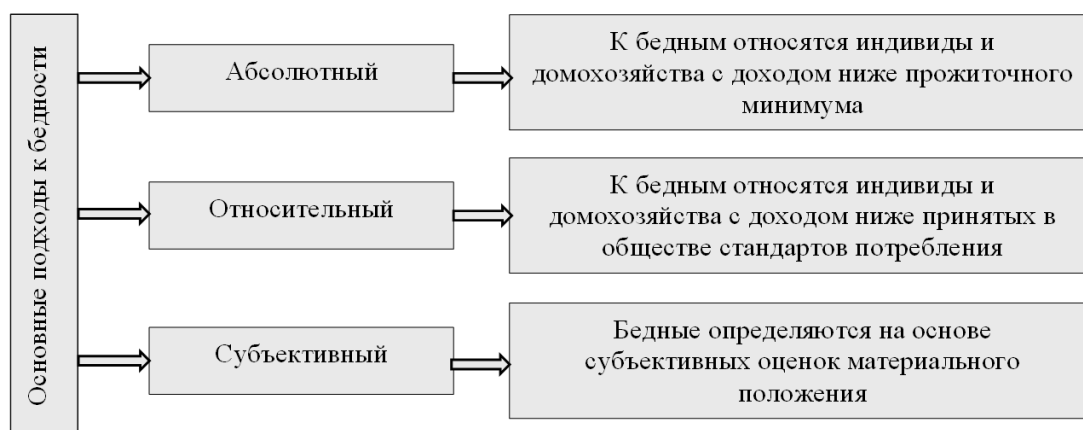 Основные подходы к бедности
Абсолютный
К бедным относятся индивиды и
домохозяйства с доходом ниже прожиточного
минимума
Относительный
К бедным относятся индивиды и
домохозяйства с доходом ниже принятых в
обществе стандартов потребления
Субъективный
Бедные определяются на основе
субъективных оценок материального
положения